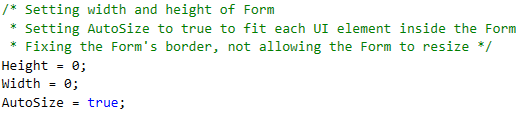 /* Setting width and height of Form
* Setting AutoSize to true to fit each UI element inside the Form
* Fixing the Form's border, not allowing the Form to resize */
Height = 0;
Width = 0;
AutoSize = true;